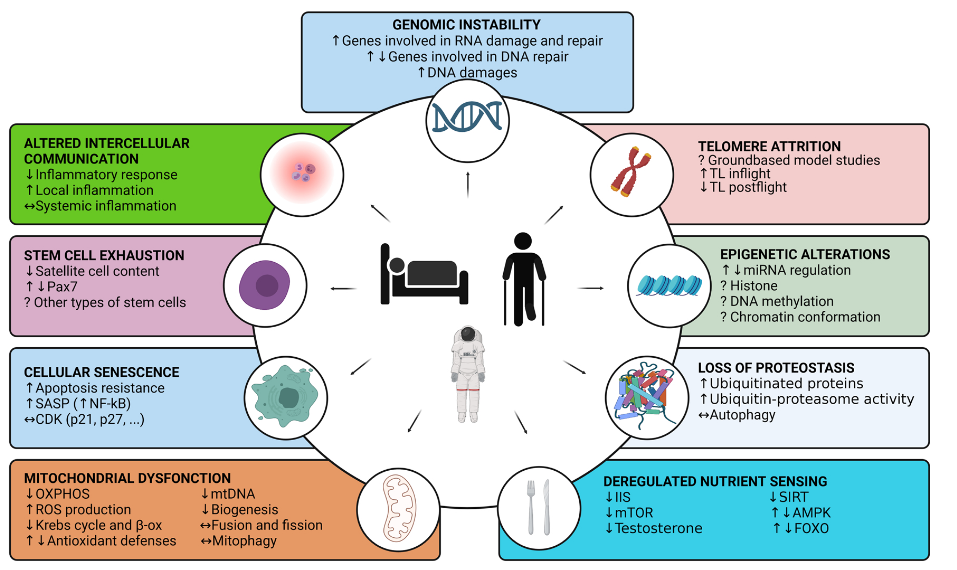 GENOMIC INSTABILITY
↑Genes involved in RNA damage and repair
↑↓Genes involved in DNA repair
↑DNA damages
ALTERED INTERCELLULAR
COMMUNICATION
↓Inflammatory response
↑Local inflammation
↔Systemic inflammation
TELOMERE ATTRITION
? Groundbased model studies
↑TL inflight
↓TL postflight
STEM CELL EXHAUSTION
↓Satellite cell content
↑↓Pax7
? Other types of stem cells
EPIGENETIC ALTERATIONS
↑↓miRNA regulation
? Histone
? DNA methylation
? Chromatin conformation
CELLULAR SENESCENCE
↑Apoptosis resistance
↑SASP (↑NF-kB)
↔CDK (p21, p27, ...)
LOSS OF PROTEOSTASIS
↑Ubiquitinated proteins
↑Ubiquitin-proteasome activity
↔Autophagy
MITOCHONDRIAL DYSFONCTION
↓OXPHOS
↑ROS production
↓Krebs cycle and β-ox
↑↓Antioxidant defenses
↓mtDNA
↓Biogenesis
↔Fusion and fission
↔Mitophagy
DEREGULATED NUTRIENT SENSING
↓IIS
↓mTOR
↓Testosterone
↓SIRT
↑↓AMPK
↑↓FOXO